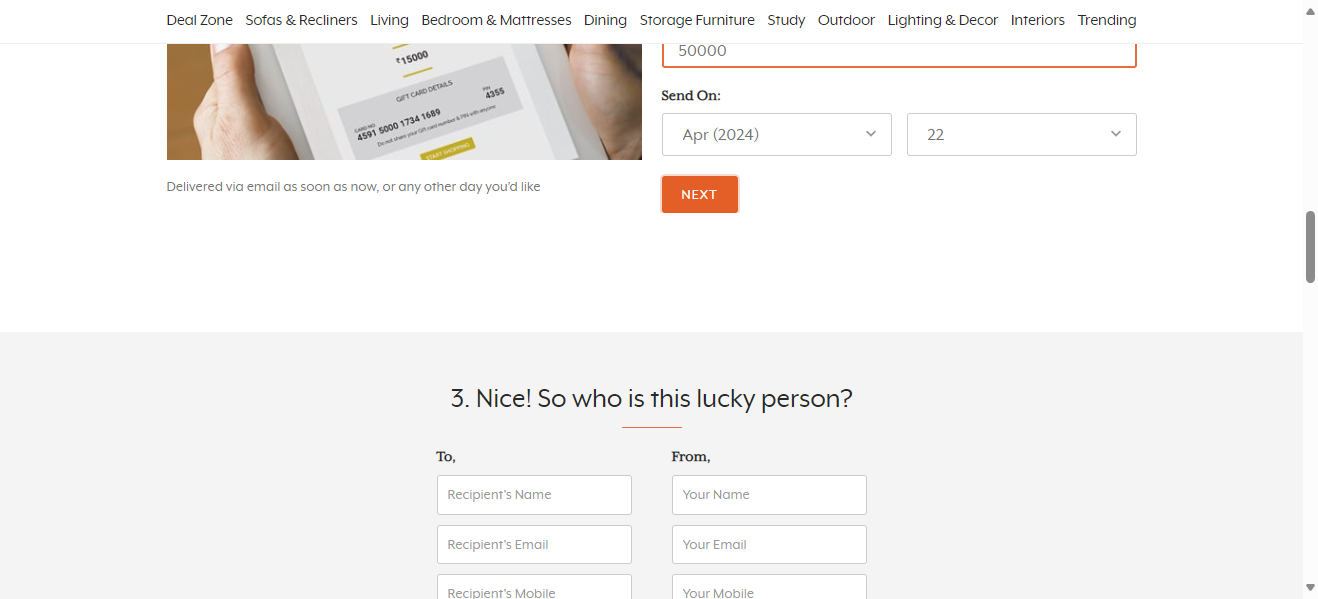 Deal Zone Sofas & Recliners Living Bedroom & Mattresses Dining Storage Furniture Study Outdoor Lighting & Decor Interiors Trending
₹15000
GIFT CARD DETAILS
CARD NO.
4591 5000 1734 1689
PIN
4355
Do not share your Gift card number & PIN with anyone
START SHOPPING
Delivered via email as soon as now, or any other day you'd like
50000
Send On:
Apr (2024)
22
NEXT
3. Nice! So who is this lucky person?
To,
Recipient's Name
Recipient's Email
Recipient's Mobile
From,
Your Name
Your Email
Your Mobile